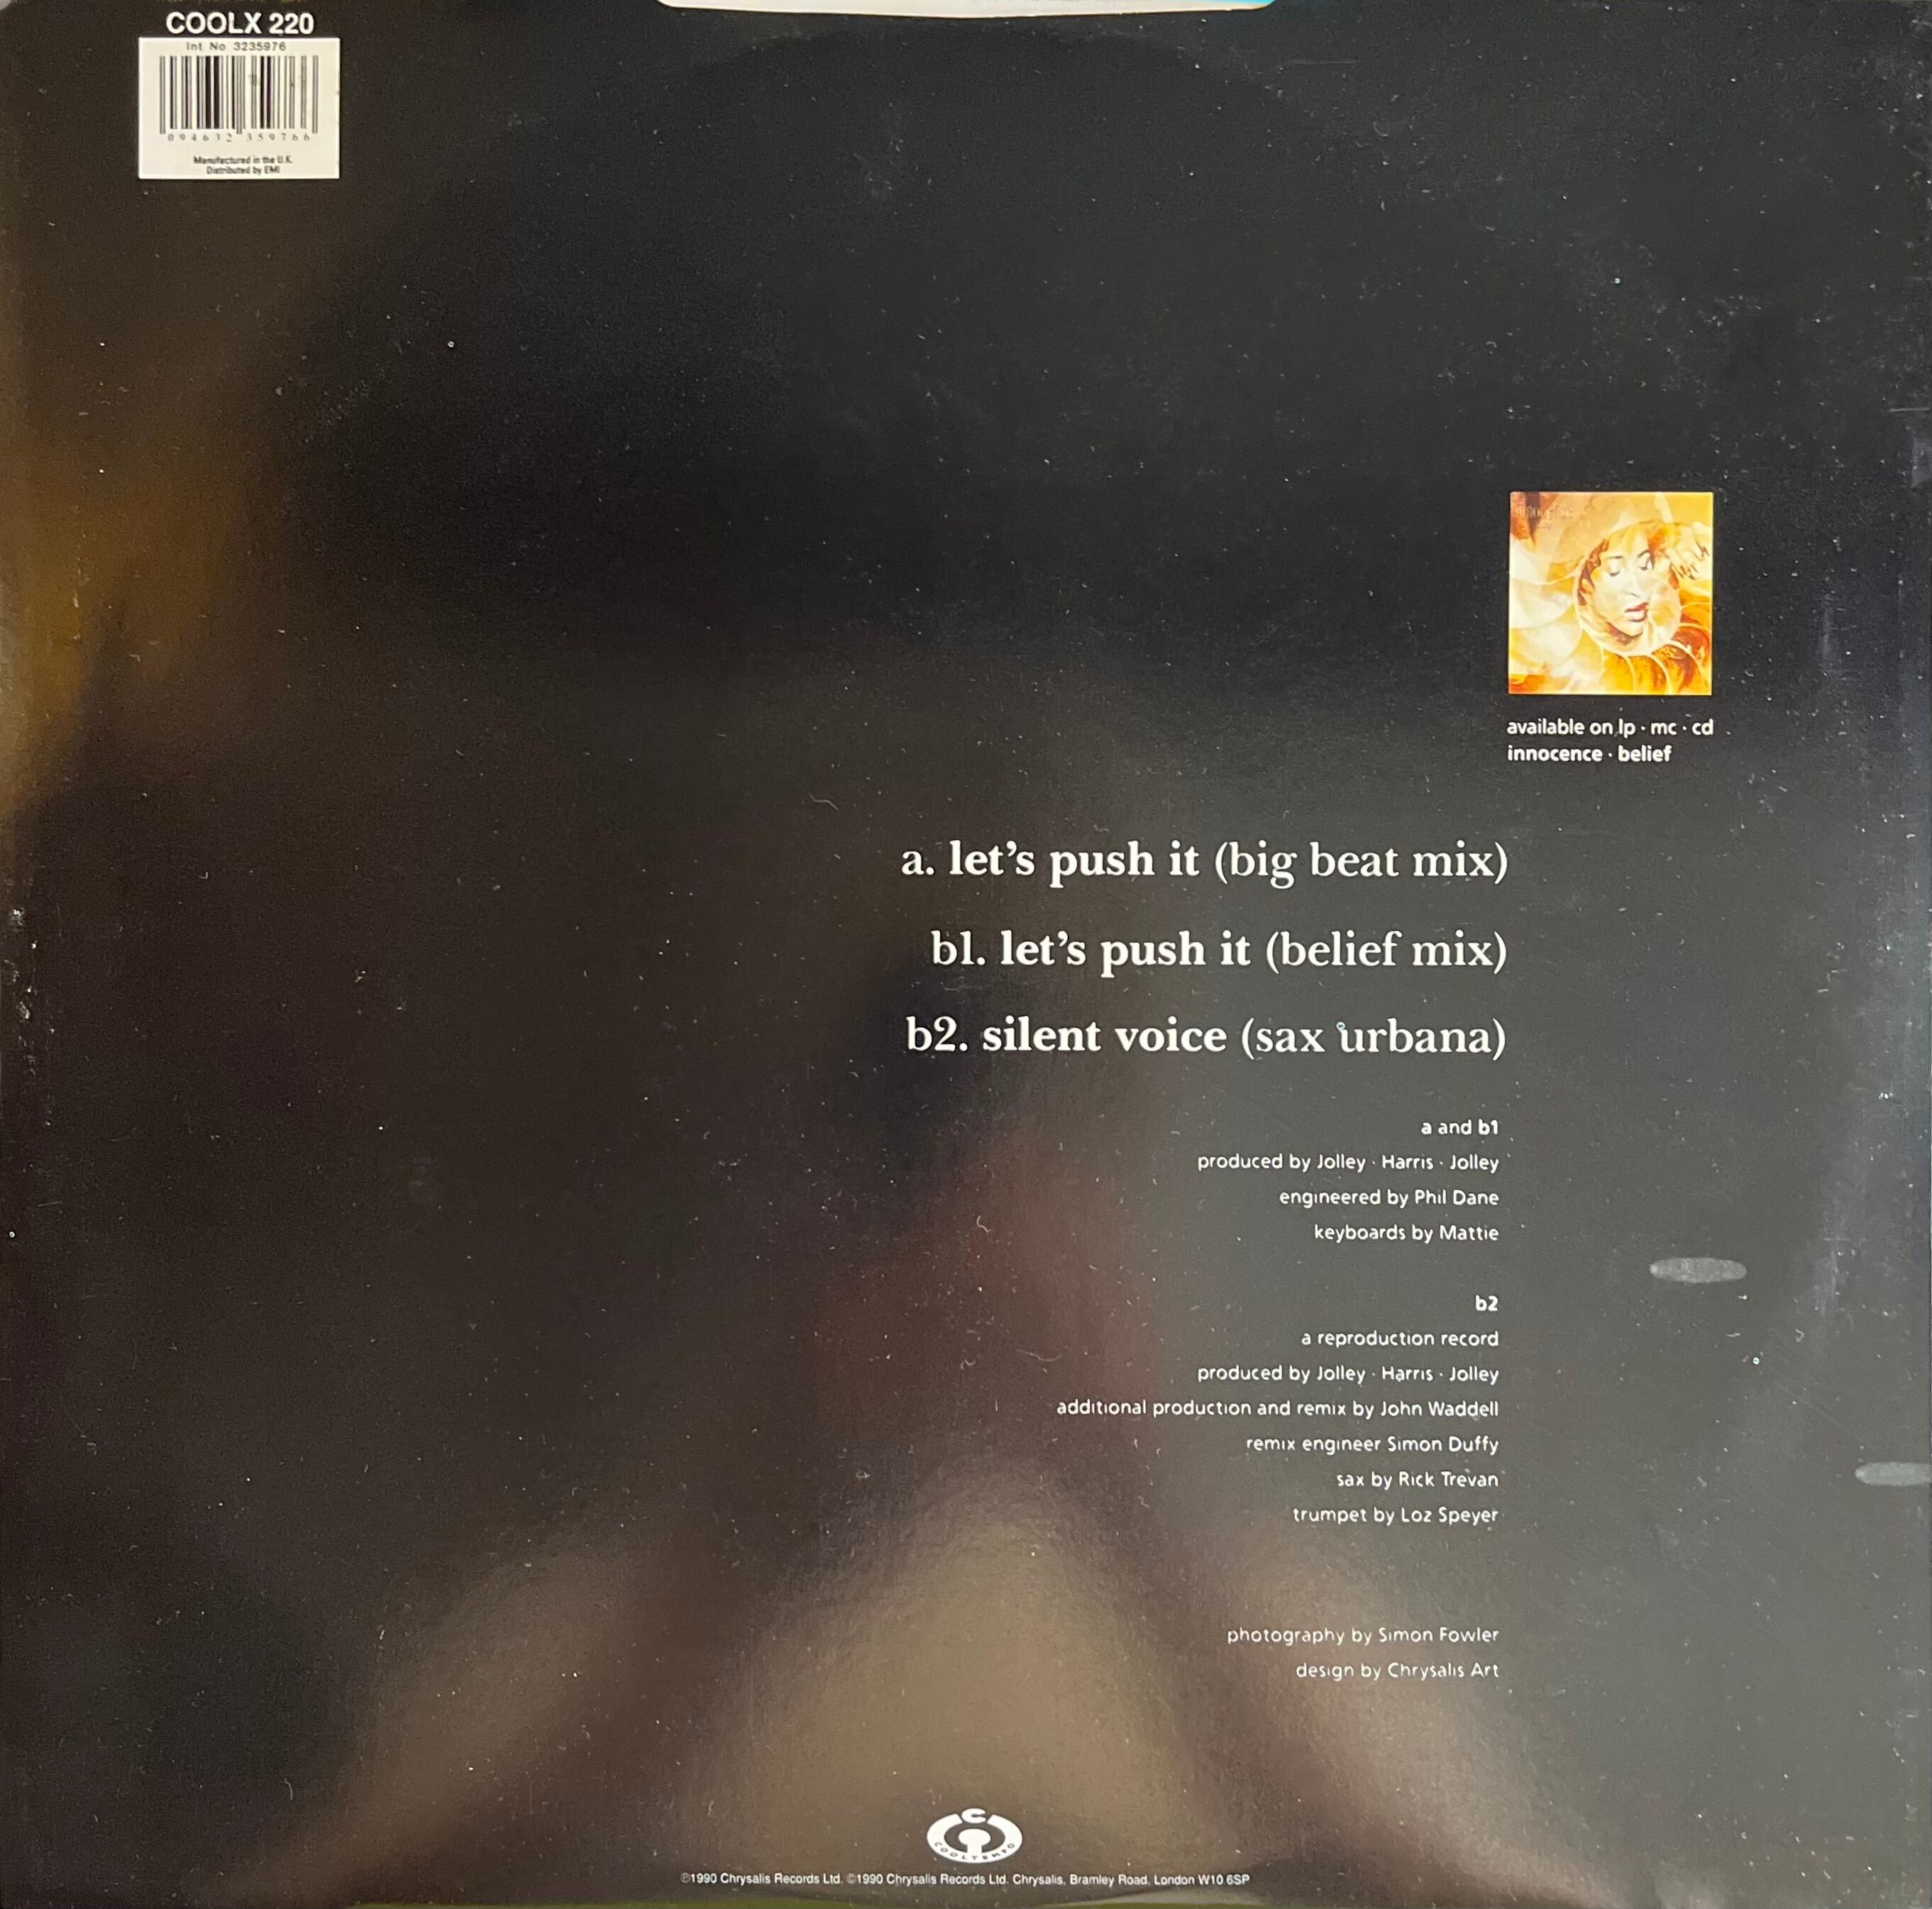 COOLX 220
Int. No. 3235976
094632 359766
Manufactured in the U.K.
Distributed by EMI
innocence
available on lp · mc · cd
innocence · belief
a. let's push it (big beat mix)
b1. let's push it (belief mix)
b2. silent voice (sax urbana)
a and b1
produced by Jolley · Harris · Jolley
engineered by Phil Dane
keyboards by Mattie
b2
a reproduction record
produced by Jolley · Harris · Jolley
additional production and remix by John Waddell
remix engineer Simon Duffy
sax by Rick Trevan
trumpet by Loz Speyer
photography by Simon Fowler
design by Chrysalis Art
C
COOLTEMPO
℗1990 Chrysalis Records Ltd. ©1990 Chrysalis Records Ltd. Chrysalis, Bramley Road, London W10 6SP